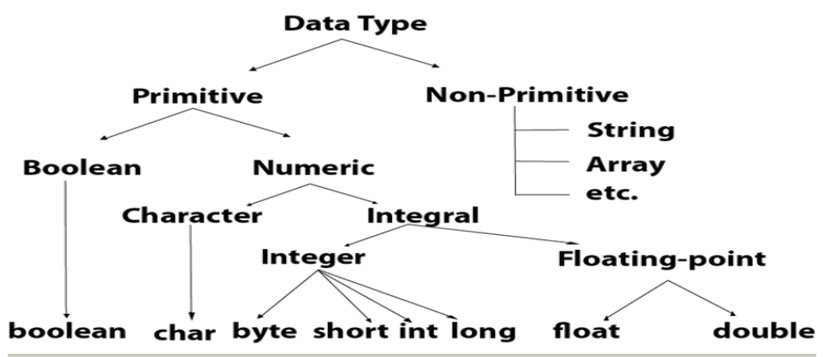 Data Type
Primitive
Non-Primitive
String
Array
etc.
Boolean
Numeric
Character
Integral
Integer
Floating-point
boolean
char
byte
short
int
long
float
double